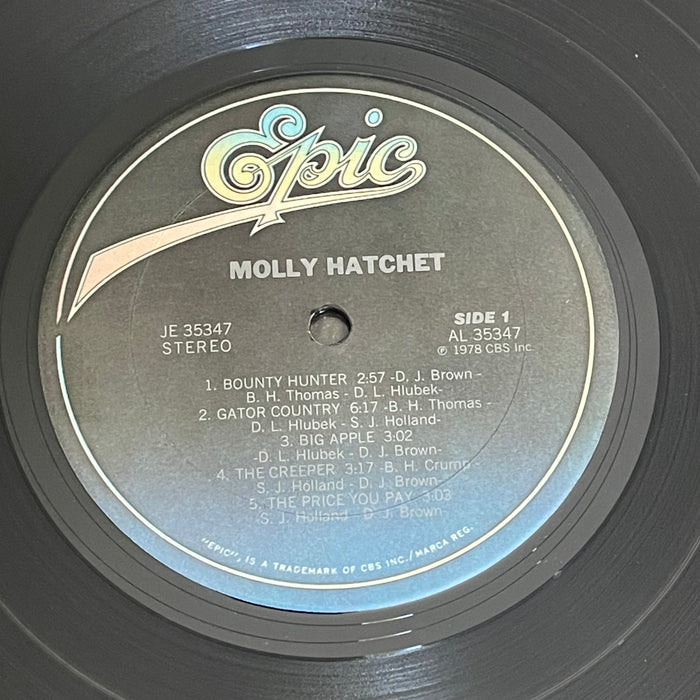 Epic
MOLLY HATCHET
JE 35347
STEREO
SIDE 1
AL 35347
℗ 1978 CBS Inc.
1. BOUNTY HUNTER 2:57 -D. J. Brown -
B. H. Thomas - D. L. Hlubek-
2. GATOR COUNTRY 6:17 -B. H. Thomas -
D. L. Hlubek - S. J. Holland-
3. BIG APPLE 3:02
-D. L. Hlubek - D. J. Brown-
4. THE CREEPER 3:17 -B. H. Crump -
S. J. Holland - D. J. Brown-
5. THE PRICE YOU PAY 3:03
S. J. Holland - D. J. Brown-
"EPIC", IS A TRADEMARK OF CBS INC./MARCA REG.